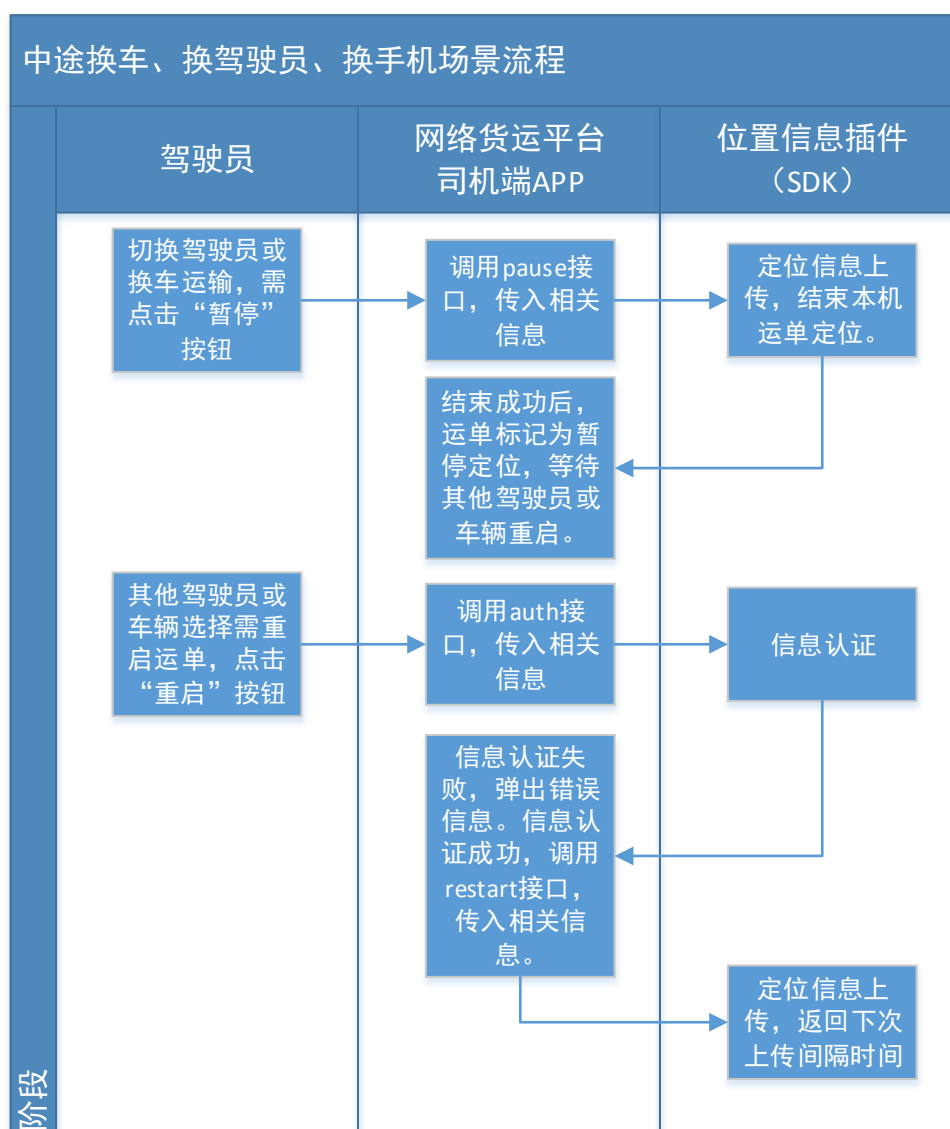 中途换车、换驾驶员、换手机场景流程
驾驶员
网络货运平台
司机端APP
位置信息插件
（SDK）
切换驾驶员或
换车运输，需
点击“暂停”
按钮
调用pause接
口，传入相关
信息
定位信息上
传，结束本机
运单定位。
结束成功后，
运单标记为暂
停定位，等待
其他驾驶员或
车辆重启。
其他驾驶员或
车辆选择需重
启运单，点击
“重启”按钮
调用auth接
口，传入相关
信息
信息认证
信息认证失
败，弹出错误
信息。信息认
证成功，调用
restart接口，
传入相关信
息。
定位信息上
传，返回下次
上传间隔时间
阶段